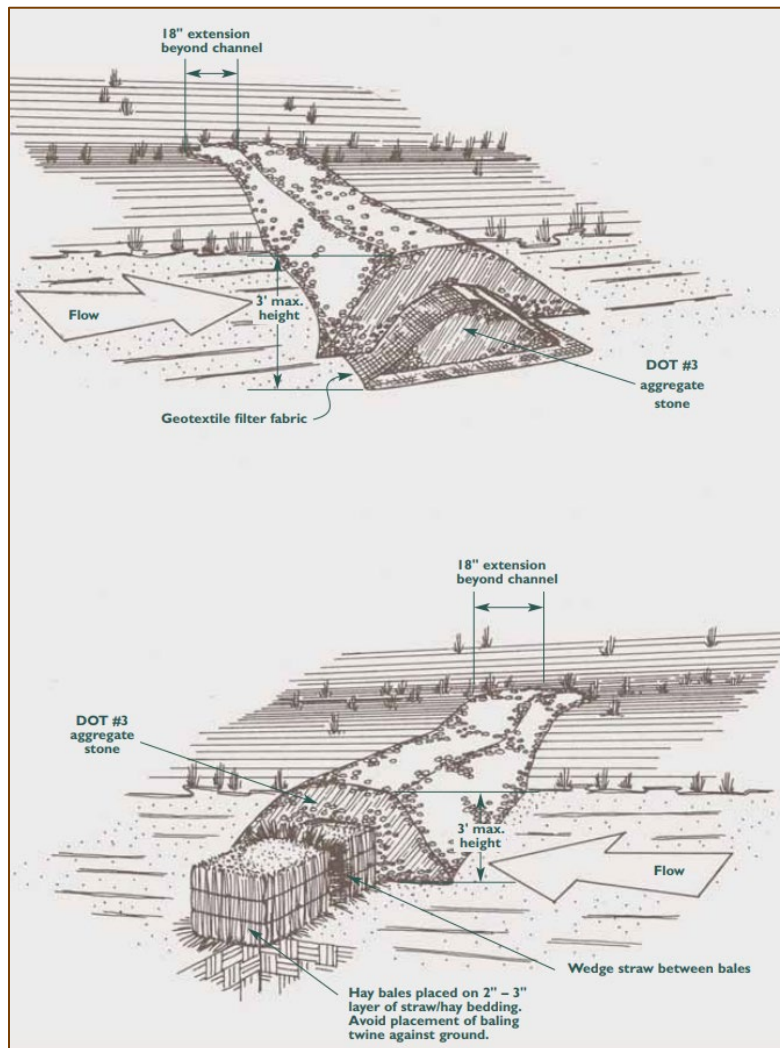 18" extension
beyond channel
Flow
3' max.
height
DOT #3
aggregate
stone
Geotextile filter fabric
18" extension
beyond channel
DOT #3
aggregate
stone
3' max.
height
Flow
Wedge straw between bales
Hay bales placed on 2" – 3"
layer of straw/hay bedding.
Avoid placement of baling
twine against ground.